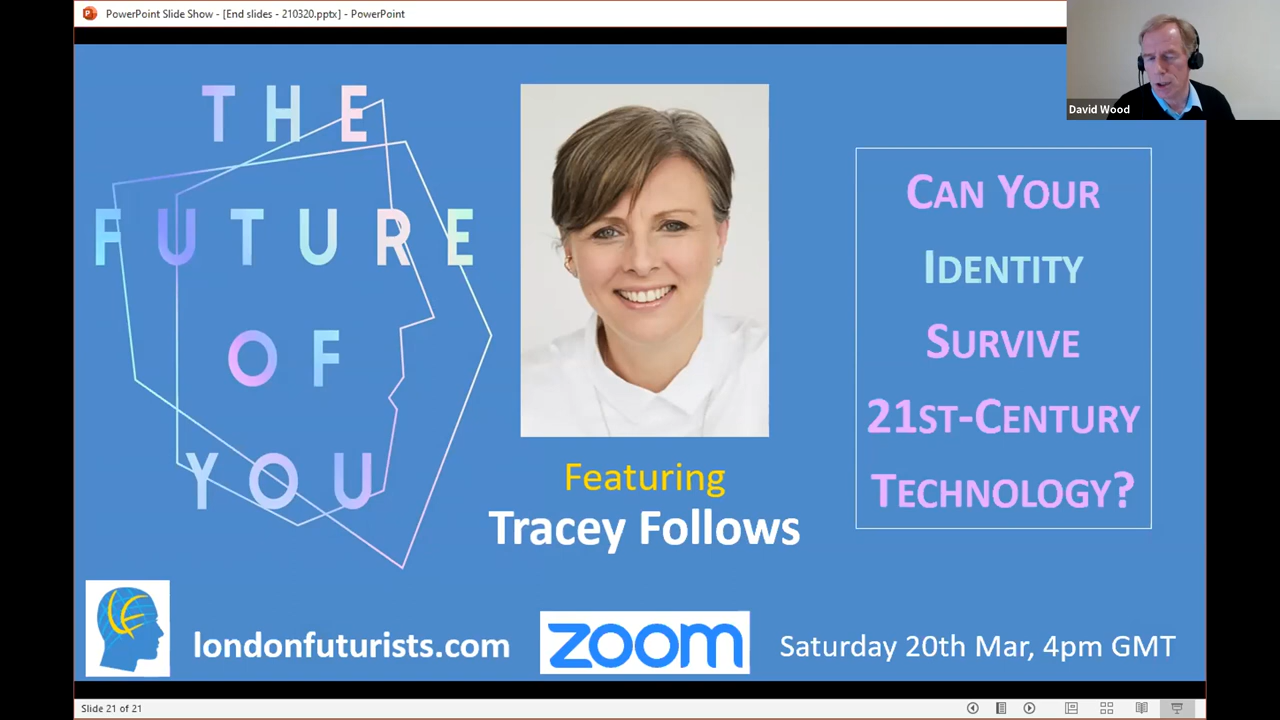 PowerPoint Slide Show - [End slides - 210320.pptx] - PowerPoint
David Wood
THE
FUTURE
OF
YOU
CAN YOUR
IDENTITY
SURVIVE
21ST-CENTURY
TECHNOLOGY?
Featuring
Tracey Follows
londonfuturists.com
zoom
Saturday 20th Mar, 4pm GMT
Slide 21 of 21